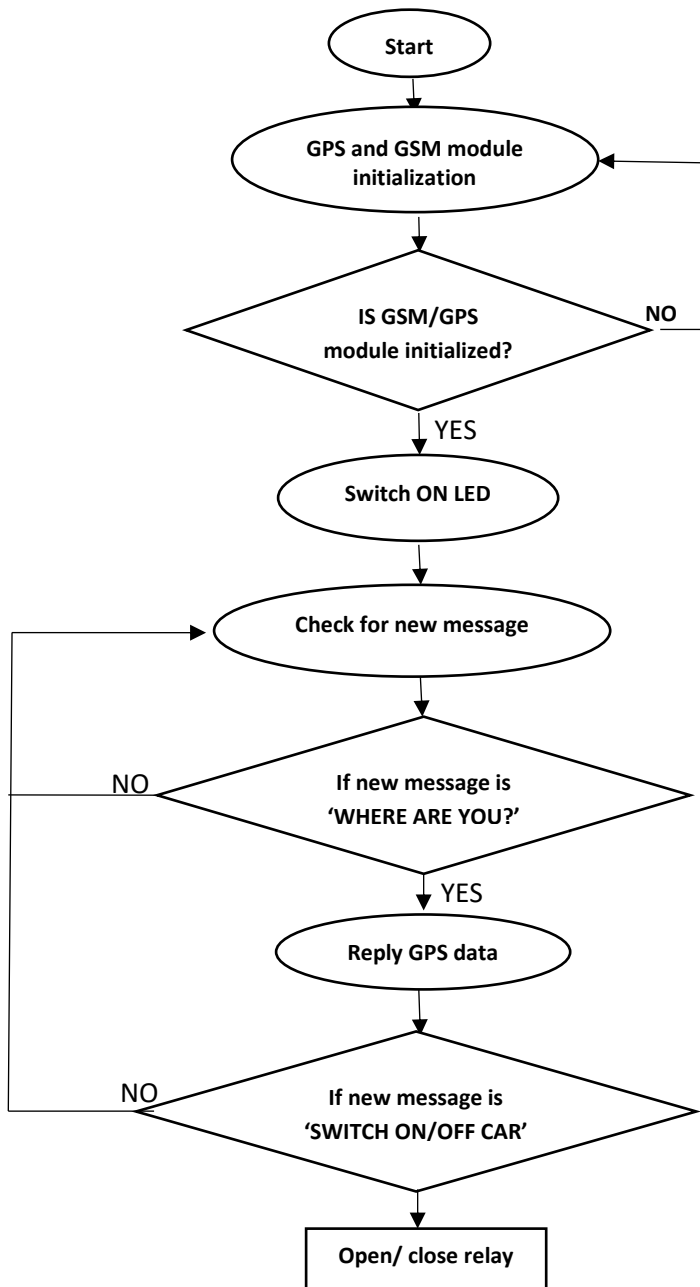 Start
GPS and GSM module
initialization
IS GSM/GPS
module initialized?
NO
YES
Switch ON LED
Check for new message
If new message is
‘WHERE ARE YOU?’
NO
YES
Reply GPS data
If new message is
‘SWITCH ON/OFF CAR’
NO
Open/ close relay